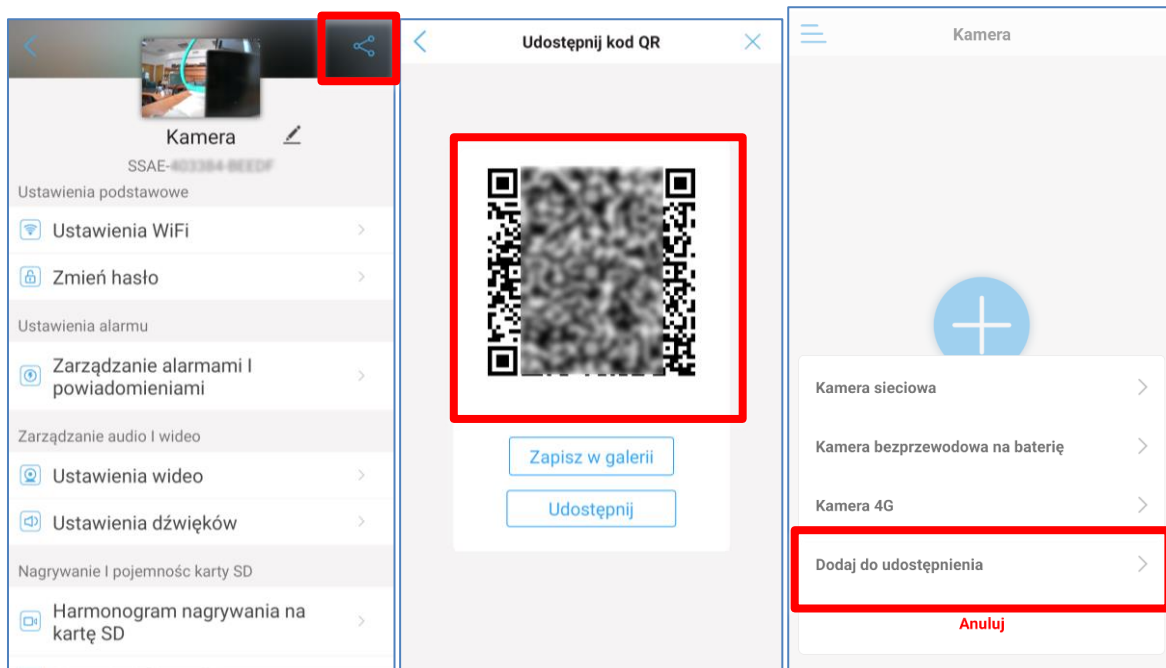 Kamera
SSAE-
Ustawienia podstawowe
Ustawienia WiFi
Zmień hasło
Ustawienia alarmu
Zarządzanie alarmami I
powiadomieniami
Zarządzanie audio I wideo
Ustawienia wideo
Ustawienia dźwięków
Nagrywanie I pojemnośc karty SD
Harmonogram nagrywania na
kartę SD
Udostępnij kod QR
Zapisz w galerii
Udostępnij
Kamera
Kamera sieciowa
Kamera bezprzewodowa na baterię
Kamera 4G
Dodaj do udostępnienia
Anuluj